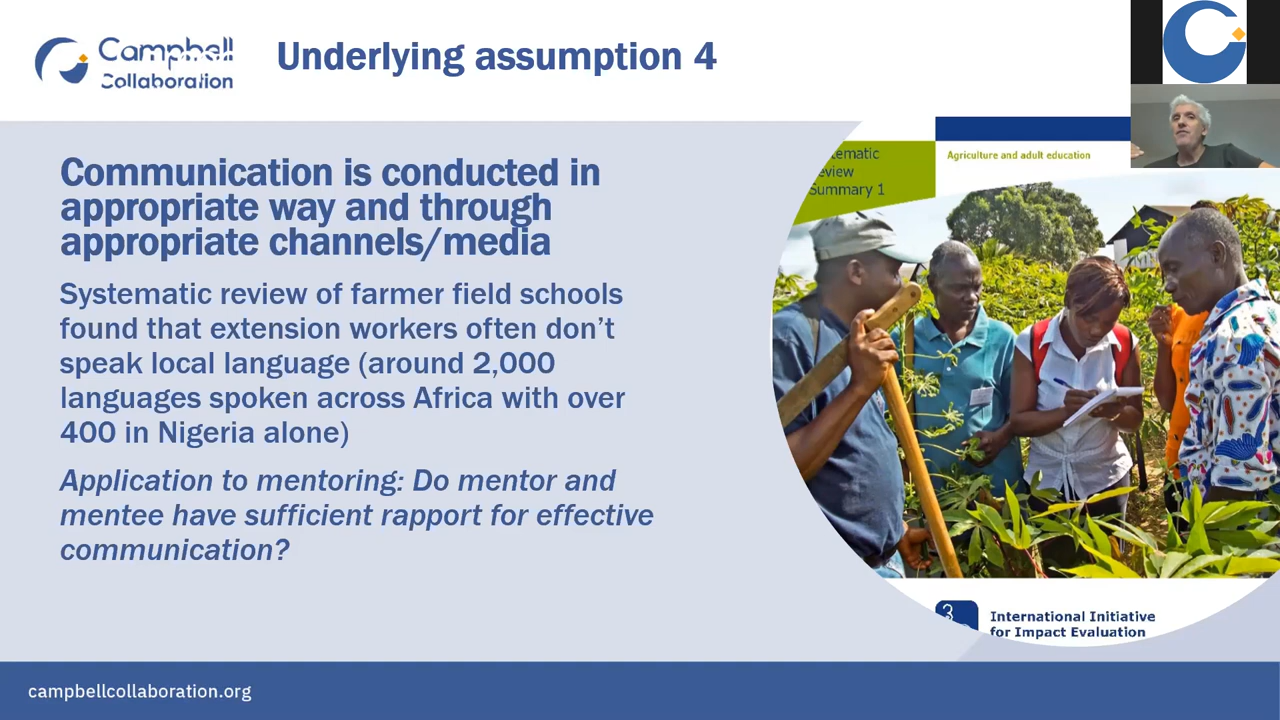 Campbell
Collaboration
Underlying assumption 4
Communication is conducted in
appropriate way and through
appropriate channels/media
Systematic review of farmer field schools
found that extension workers often don't
speak local language (around 2,000
languages spoken across Africa with over
400 in Nigeria alone)
Application to mentoring: Do mentor and
mentee have sufficient rapport for effective
communication?
Summary 1
Agriculture and adult education
3
International Initiative
for Impact Evaluation
campbellcollaboration.org